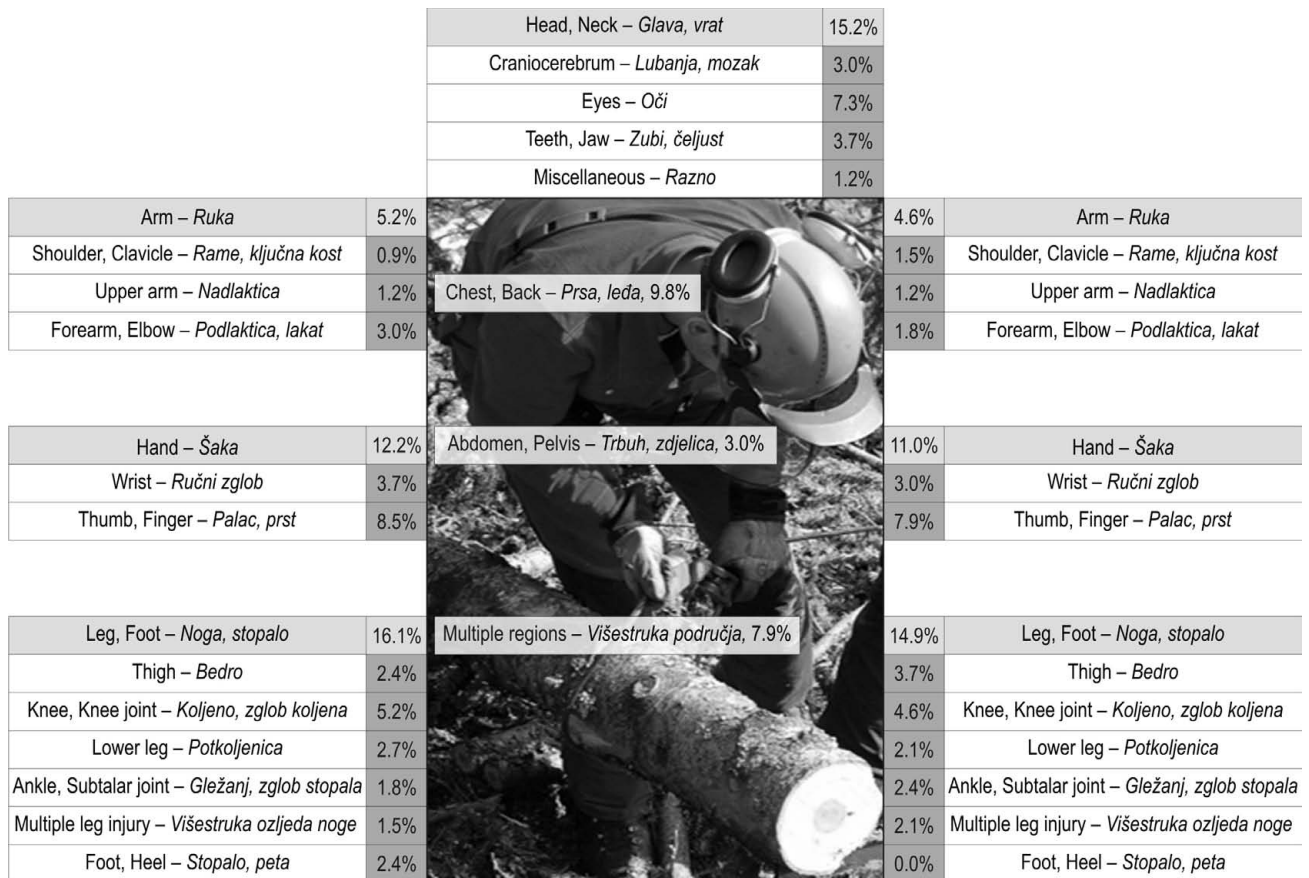 Head, Neck – Glava, vrat 15.2%
Craniocerebrum – Lubanja, mozak 3.0%
Eyes – Oči 7.3%
Teeth, Jaw – Zubi, čeljust 3.7%
Miscellaneous – Razno 1.2%
Arm – Ruka 5.2%
Shoulder, Clavicle – Rame, ključna kost 0.9%
Upper arm – Nadlaktica 1.2%
Forearm, Elbow – Podlaktica, lakat 3.0%
Chest, Back – Prsa, leđa, 9.8%
4.6% Arm – Ruka
1.5% Shoulder, Clavicle – Rame, ključna kost
1.2% Upper arm – Nadlaktica
1.8% Forearm, Elbow – Podlaktica, lakat
Hand – Šaka 12.2%
Wrist – Ručni zglob 3.7%
Thumb, Finger – Palac, prst 8.5%
Abdomen, Pelvis – Trbuh, zdjelica, 3.0%
11.0% Hand – Šaka
3.0% Wrist – Ručni zglob
7.9% Thumb, Finger – Palac, prst
Leg, Foot – Noga, stopalo 16.1%
Thigh – Bedro 2.4%
Knee, Knee joint – Koljeno, zglob koljena 5.2%
Lower leg – Potkoljenica 2.7%
Ankle, Subtalar joint – Gležanj, zglob stopala 1.8%
Multiple leg injury – Višestruka ozljeda noge 1.5%
Foot, Heel – Stopalo, peta 2.4%
Multiple regions – Višestruka područja, 7.9%
14.9% Leg, Foot – Noga, stopalo
3.7% Thigh – Bedro
4.6% Knee, Knee joint – Koljeno, zglob koljena
2.1% Lower leg – Potkoljenica
2.4% Ankle, Subtalar joint – Gležanj, zglob stopala
2.1% Multiple leg injury – Višestruka ozljeda noge
0.0% Foot, Heel – Stopalo, peta